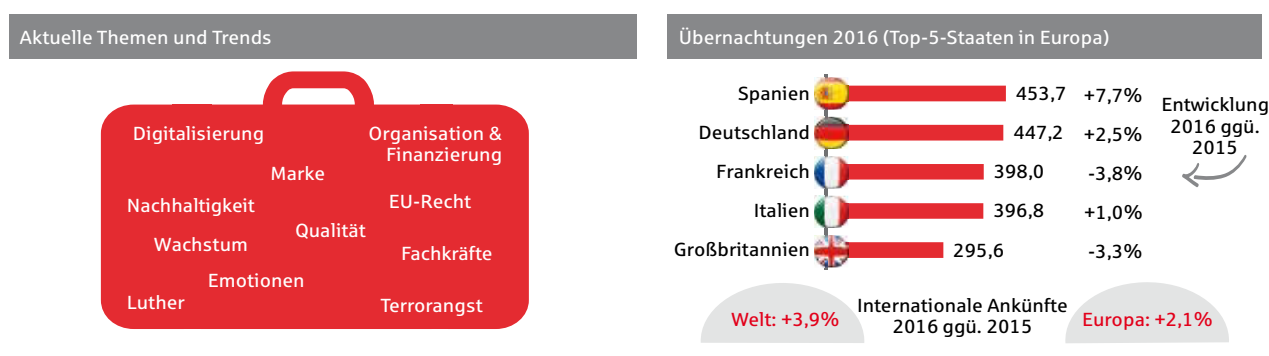 Aktuelle Themen und Trends
Digitalisierung
Organisation &
Finanzierung
Marke
Nachhaltigkeit
EU-Recht
Qualität
Wachstum
Fachkräfte
Emotionen
Luther
Terrorangst
Übernachtungen 2016 (Top-5-Staaten in Europa)
Spanien 453,7 +7,7%
Deutschland 447,2 +2,5%
Frankreich 398,0 -3,8%
Italien 396,8 +1,0%
Großbritannien 295,6 -3,3%
Entwicklung
2016 ggü.
2015
Welt: +3,9%
Internationale Ankünfte
2016 ggü. 2015
Europa: +2,1%